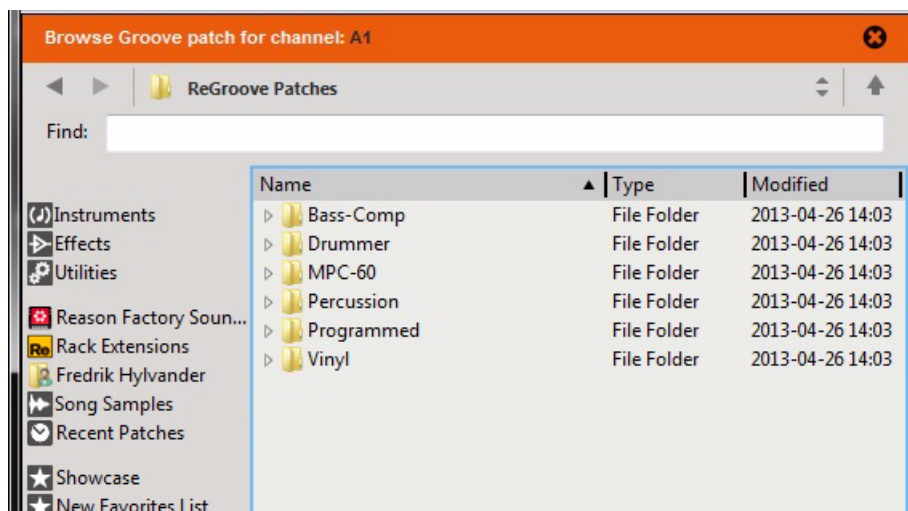 Browse Groove patch for channel: A1
ReGroove Patches
Find:
Name Type Modified
Instruments
Effects
Utilities
Reason Factory Soun...
Re Rack Extensions
Fredrik Hylvander
Song Samples
Recent Patches
Showcase
New Favorites List
Bass-Comp File Folder 2013-04-26 14:03
Drummer File Folder 2013-04-26 14:03
MPC-60 File Folder 2013-04-26 14:03
Percussion File Folder 2013-04-26 14:03
Programmed File Folder 2013-04-26 14:03
Vinyl File Folder 2013-04-26 14:03